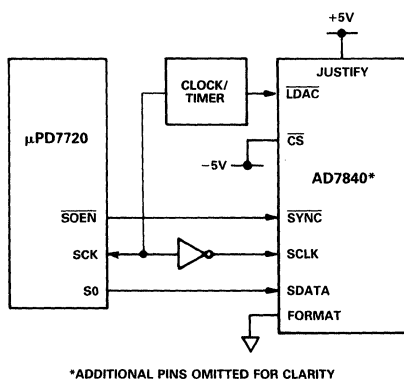 +5V
JUSTIFY
CLOCK/
TIMER
LDAC
μPD7720
CS
−5V
AD7840*
SOEN
SYNC
SCK
SCLK
S0
SDATA
FORMAT
*ADDITIONAL PINS OMITTED FOR CLARITY